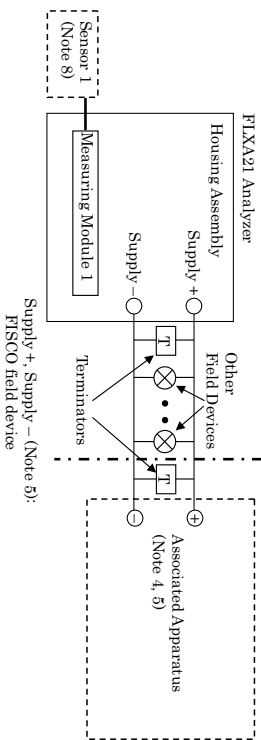 FLXA21 Analyzer
Housing Assembly
Sensor 1
(Note 8)
Measuring Module 1
Supply +
Supply –
Other
Field Devices
T
T
Terminators
+
–
Associated Apparatus
(Note 4, 5)
Supply +, Supply – (Note 5):
FISCO field device